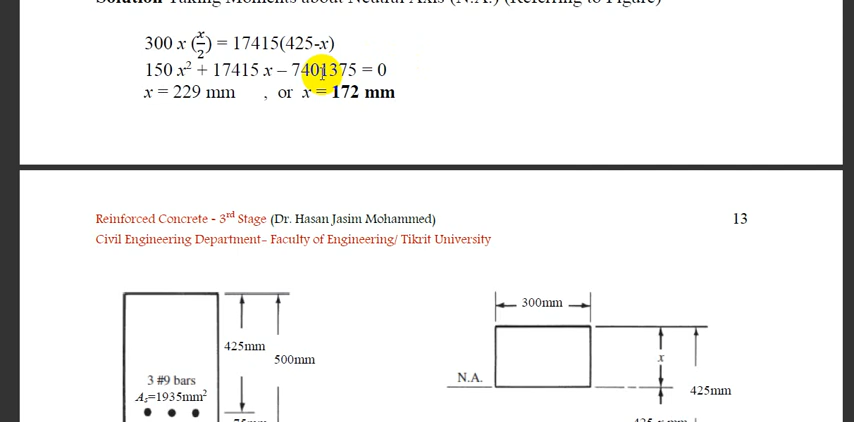 300 x (x/2) = 17415(425-x)
150 x² + 17415 x – 7401375 = 0
x = 229 mm , or x = 172 mm
Reinforced Concrete - 3rd Stage (Dr. Hasan Jasim Mohammed) 13
Civil Engineering Department– Faculty of Engineering/ Tikrit University
300mm
425mm
500mm
x
3 #9 bars
N.A.
425mm
Aₛ=1935mm²